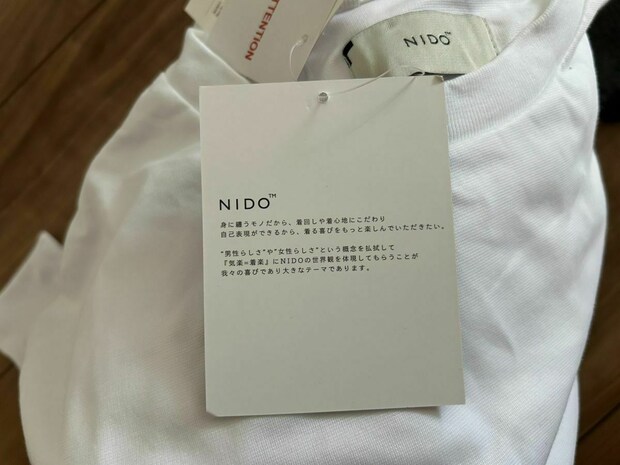 ATTENTION
NIDO™
NIDO™
身に纏うモノだから、着回しや着心地にこだわり
自己表現ができるから、着る喜びをもっと楽しんでいただきたい。
"男性らしさ"や"女性らしさ"という概念を払拭して
『気楽=着楽』にNIDOの世界観を体現してもらうことが
我々の喜びであり大きなテーマであります。